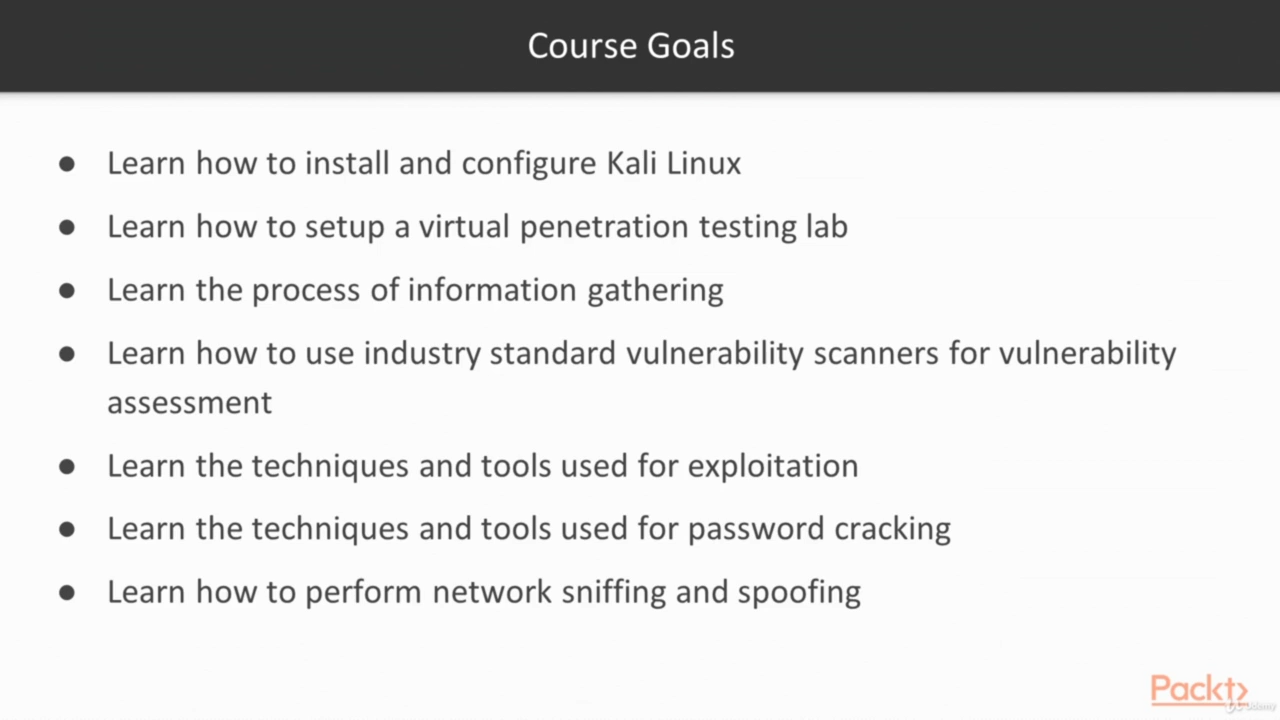 Course Goals
● Learn how to install and configure Kali Linux
● Learn how to setup a virtual penetration testing lab
● Learn the process of information gathering
● Learn how to use industry standard vulnerability scanners for vulnerability
assessment
● Learn the techniques and tools used for exploitation
● Learn the techniques and tools used for password cracking
● Learn how to perform network sniffing and spoofing
Packt
Udemy